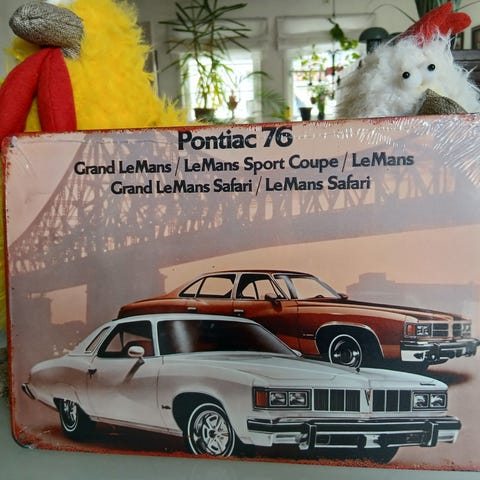 Pontiac 76
Grand LeMans / LeMans Sport Coupe / LeMans
Grand LeMans Safari / LeMans Safari